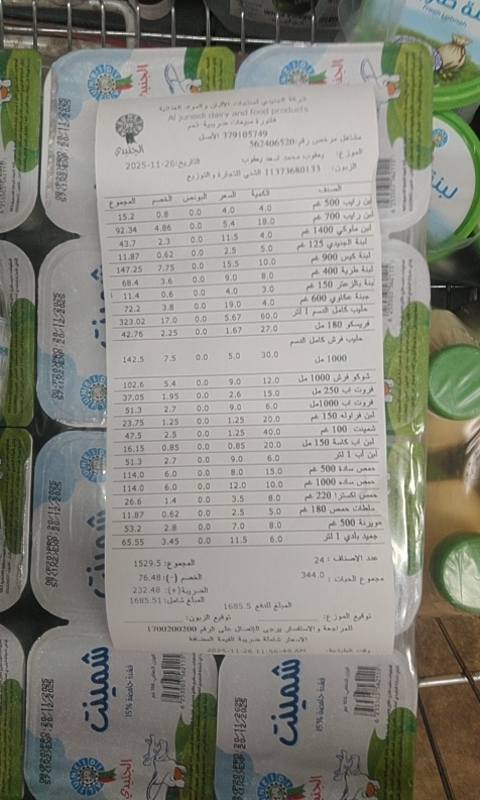 شركة الجنيدي لمنتجات الألبان والمواد الغذائية
Al juniedi dairy and food products
فاتورة مبيعات ضريبية-ذمم
الجنيدي
مشتغل مرخص رقم: 562406520 الأصل 379105749
الموزع: يعقوب محمد اسعد يعقوب
التاريخ:26-11-2025
الزبون: 11373680133 الثني للتجارة و التوزيع
الصنف الكمية السعر البونص الخصم المجموع
لبن رايب 500 غم 4.0 4.0 0.0 0.8 15.2
لبن رايب 700 غم 18.0 5.4 0.0 4.86 92.34
لبن ملوكي 1400 غم 4.0 11.5 0.0 2.3 43.7
لبنة الجنيدي 125 غم 5.0 2.5 0.0 0.62 11.87
لبنة كيس 900 غم 10.0 15.5 0.0 7.75 147.25
لبنة طرية 400 غم 8.0 9.0 0.0 3.6 68.4
لبنة بالزعتر 150 غم 4.0 3.0 0.0 0.6 11.4
جبنة عكاوي 600 غم 4.0 19.0 0.0 3.8 72.2
حليب كامل الدسم 1 لتر 60.0 5.67 0.0 17.0 323.02
فريسكو 180 مل 27.0 1.67 0.0 2.25 42.76
حليب فرش كامل الدسم
1000 مل 30.0 5.0 0.0 7.5 142.5
شوكو فرش 1000 مل 12.0 9.0 0.0 5.4 102.6
فروت اب 250 مل 15.0 2.6 0.0 1.95 37.05
فروت اب 1000مل 6.0 9.0 0.0 2.7 51.3
لبن فراوله 150 غم 20.0 1.25 0.0 1.25 23.75
شمينت 100 غم 40.0 1.25 0.0 2.5 47.5
لبن اب كاسة 150 مل 20.0 0.85 0.0 0.85 16.15
لبن أب 1 لتر 6.0 9.0 0.0 2.7 51.3
حمص سادة 500 غم 15.0 8.0 0.0 6.0 114.0
حمص سادة 1000 غم 10.0 12.0 0.0 6.0 114.0
حمص اكسترا 220 غم 8.0 3.5 0.0 1.4 26.6
سلطات حمص 180 غم 5.0 2.5 0.0 0.62 11.87
حويرنة 500 غم 8.0 7.0 0.0 2.8 53.2
جميد بلدي 1 لتر 6.0 11.5 0.0 3.45 65.55
عدد الاصناف : 24
المجموع: 1529.5
مجموع الحبات : 344.0
الخصم (-): 76.48
الضريبة(+): 232.48
المبلغ شامل: 1685.51
المبلغ للدفع 1685.5
توقيع الموزع: توقيع الزبون:
للمراجعة والاستفسار يرجى الاتصال على الرقم 1700200200
الاسعار شاملة ضريبة القيمة المضافة
شمينت
15%
الجنيدي
شمينت
15%
الجنيدي